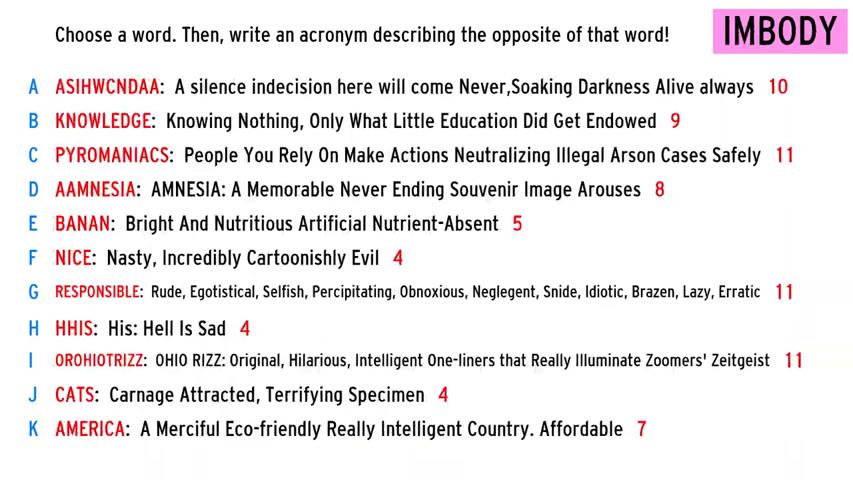 Choose a word. Then, write an acronym describing the opposite of that word!
IMBODY
A ASIHWCNDAA: A silence indecision here will come Never,Soaking Darkness Alive always 10
B KNOWLEDGE: Knowing Nothing, Only What Little Education Did Get Endowed 9
C PYROMANIACS: People You Rely On Make Actions Neutralizing Illegal Arson Cases Safely 11
D AAMNESIA: AMNESIA: A Memorable Never Ending Souvenir Image Arouses 8
E BANAN: Bright And Nutritious Artificial Nutrient-Absent 5
F NICE: Nasty, Incredibly Cartoonishly Evil 4
G RESPONSIBLE: Rude, Egotistical, Selfish, Percipitating, Obnoxious, Neglegent, Snide, Idiotic, Brazen, Lazy, Erratic 11
H HHIS: His: Hell Is Sad 4
I OROHIOTRIZZ: OHIO RIZZ: Original, Hilarious, Intelligent One-liners that Really Illuminate Zoomers' Zeitgeist 11
J CATS: Carnage Attracted, Terrifying Specimen 4
K AMERICA: A Merciful Eco-friendly Really Intelligent Country. Affordable 7